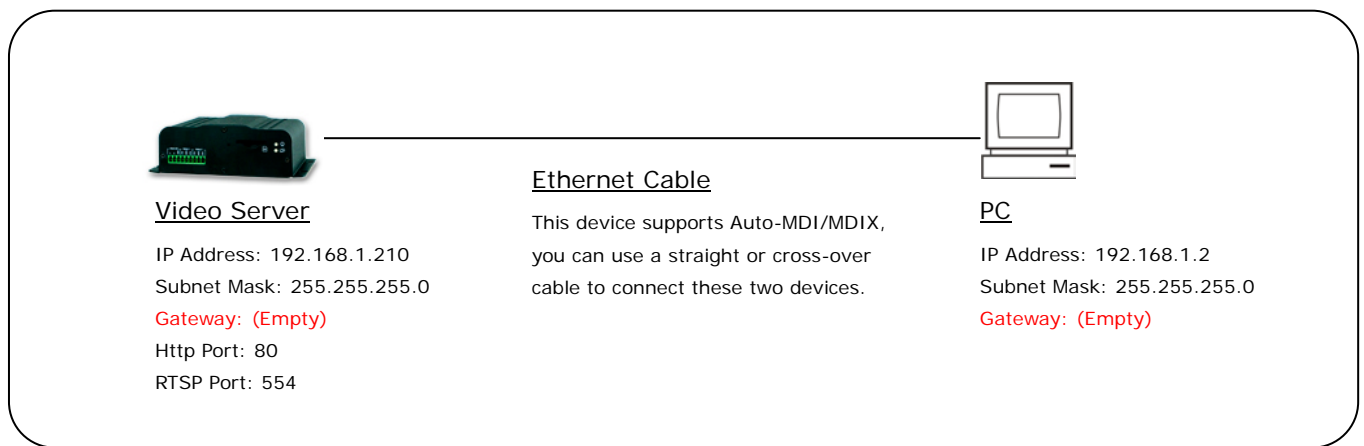 Video Server
IP Address: 192.168.1.210
Subnet Mask: 255.255.255.0
Gateway: (Empty)
Http Port: 80
RTSP Port: 554
Ethernet Cable
This device supports Auto-MDI/MDIX,
you can use a straight or cross-over
cable to connect these two devices.
PC
IP Address: 192.168.1.2
Subnet Mask: 255.255.255.0
Gateway: (Empty)